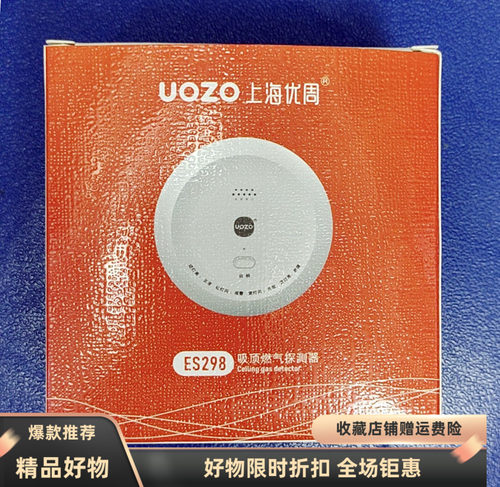 UOZO 上海优周®
UOZO
ES298 吸顶燃气探测器
Ceiling gas detector
爆款推荐
收藏店铺赠运费险
精品好物
好物限时折扣 全场钜惠